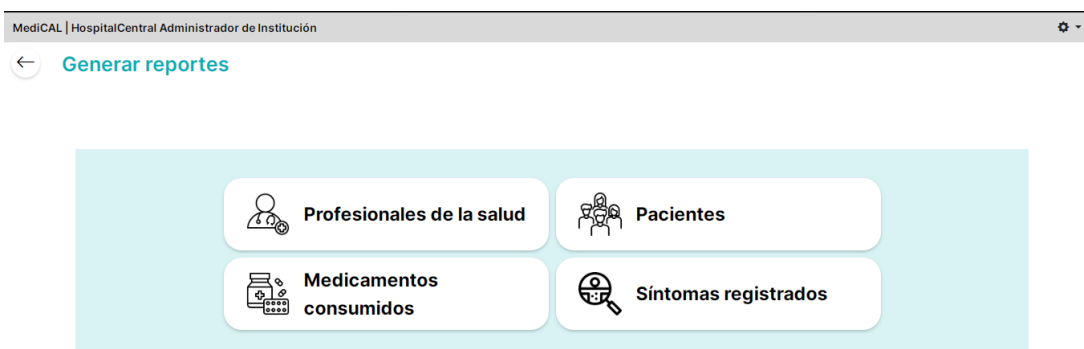 MediCAL | HospitalCentral Administrador de Institución
Generar reportes
Profesionales de la salud
Pacientes
Medicamentos
consumidos
Síntomas registrados